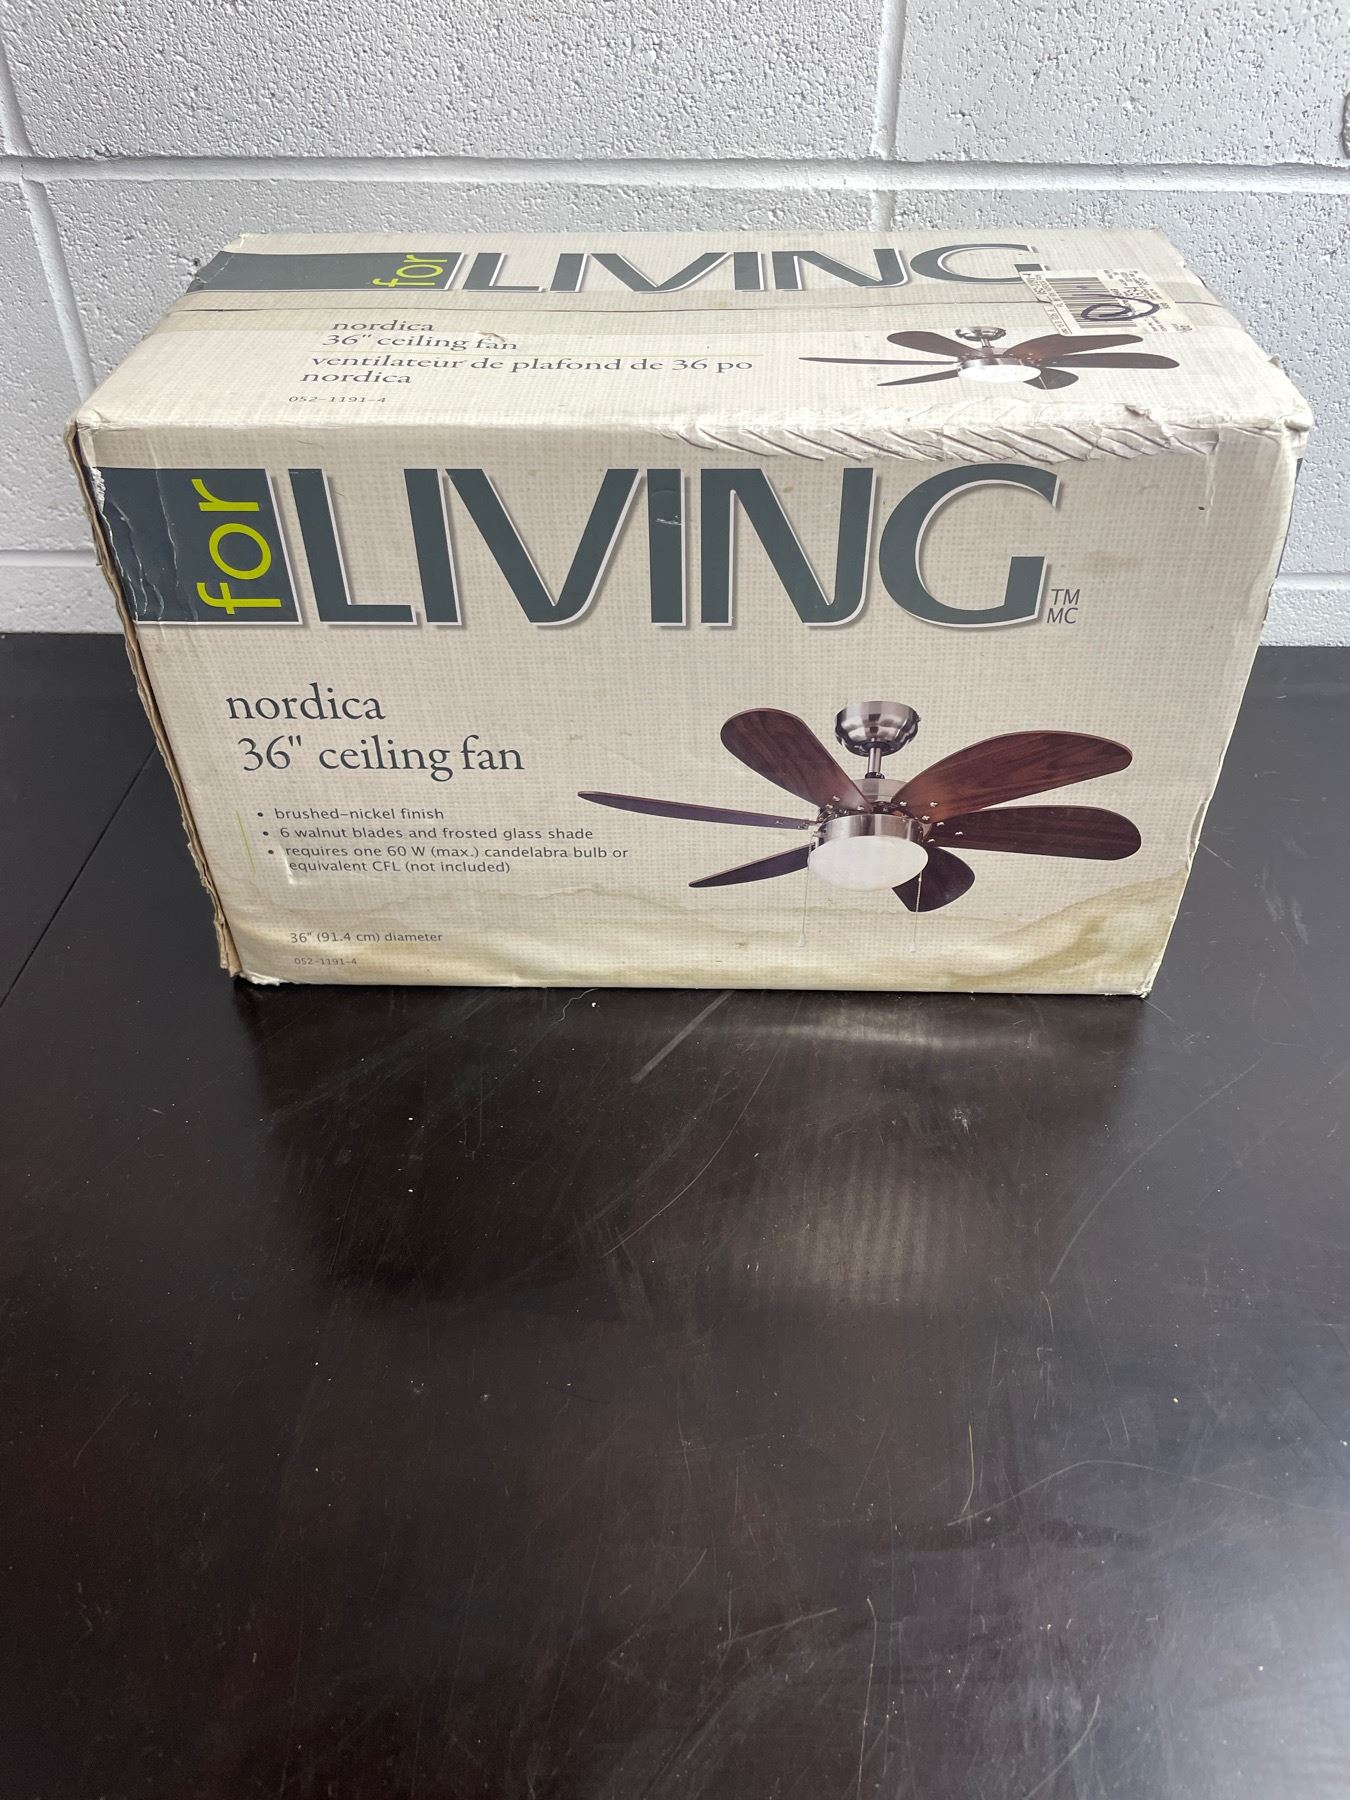 for LIVING
nordica
36" ceiling fan
ventilateur de plafond de 36 po
nordica
052-1191-4
for LIVING
TM
MC
nordica
36" ceiling fan
• brushed-nickel finish
• 6 walnut blades and frosted glass shade
• requires one 60 W (max.) candelabra bulb or
equivalent CFL (not included)
36" (91.4 cm) diameter
052-1191-4